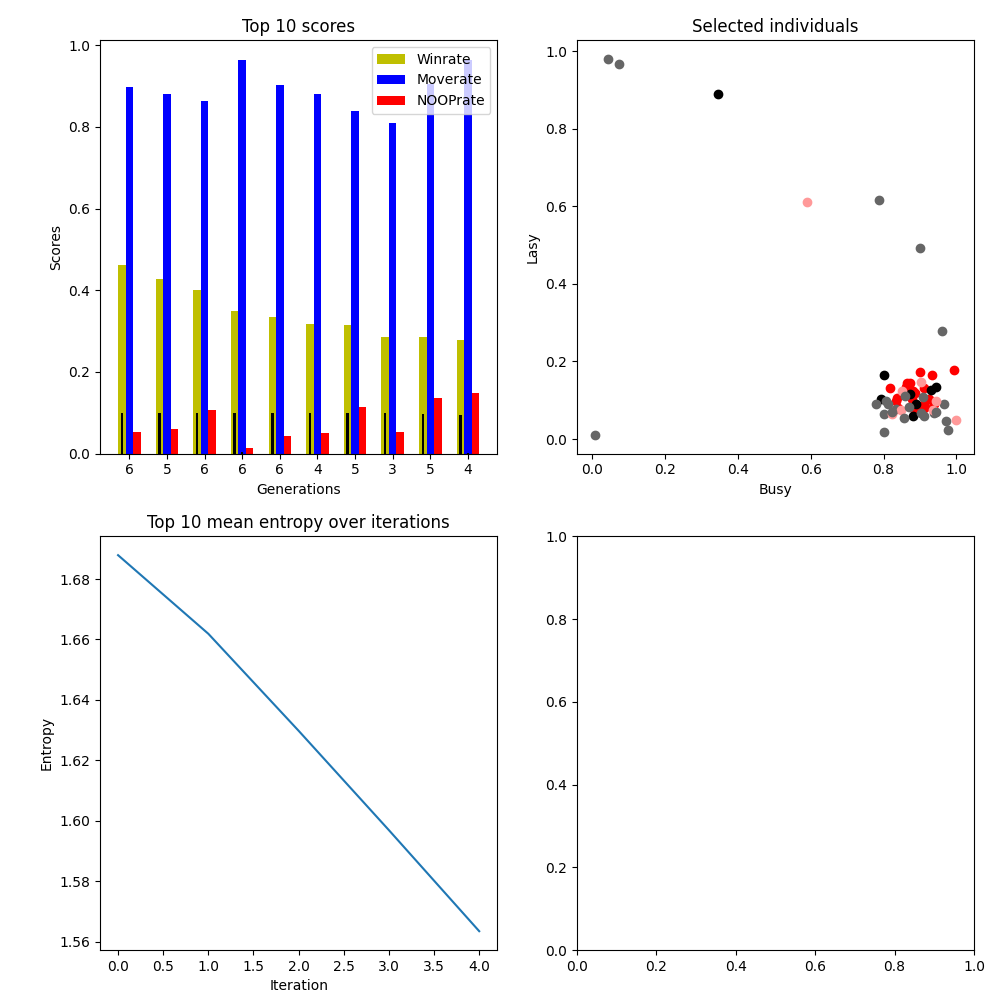 Top 10 scores
Winrate
Moverate
NOOPrate
1.0
0.8
0.6
0.4
0.2
0.0
Scores
6 5 6 6 6 4 5 3 5 4
Generations
Selected individuals
1.0
0.8
0.6
0.4
0.2
0.0
Lasy
0.0 0.2 0.4 0.6 0.8 1.0
Busy
Top 10 mean entropy over iterations
1.68
1.66
1.64
1.62
1.60
1.58
1.56
Entropy
0.0 0.5 1.0 1.5 2.0 2.5 3.0 3.5 4.0
Iteration
1.0
0.8
0.6
0.4
0.2
0.0
0.0 0.2 0.4 0.6 0.8 1.0